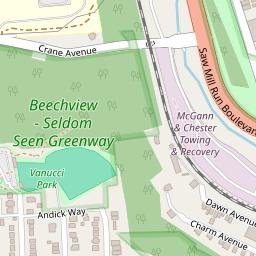 Crane Avenue
Saw Mill Run Boulevard
Beechview
- Seldom
Seen Greenway
McGann
& Chester
Towing
& Recovery
Vanucci
Park
Andick Way
Dawn Avenue
Charm Avenue